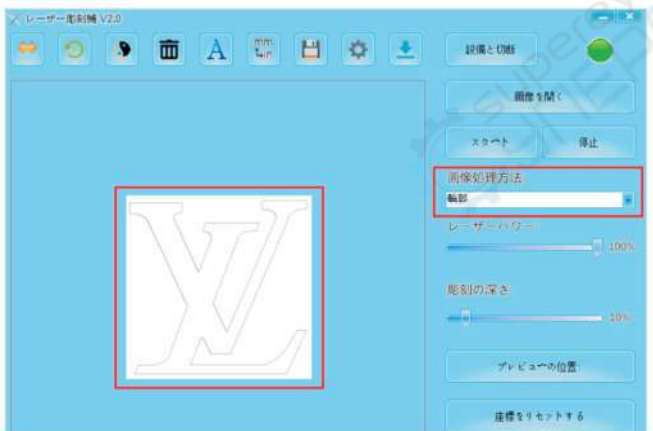 レーザー彫刻機 V2.0
A
mm
in
設備と切断
画像を開く
スタート
停止
画像処理方法
輪郭
レーザーパワー
100%
彫刻の深さ
10%
プレビューの位置
座標をリセットする